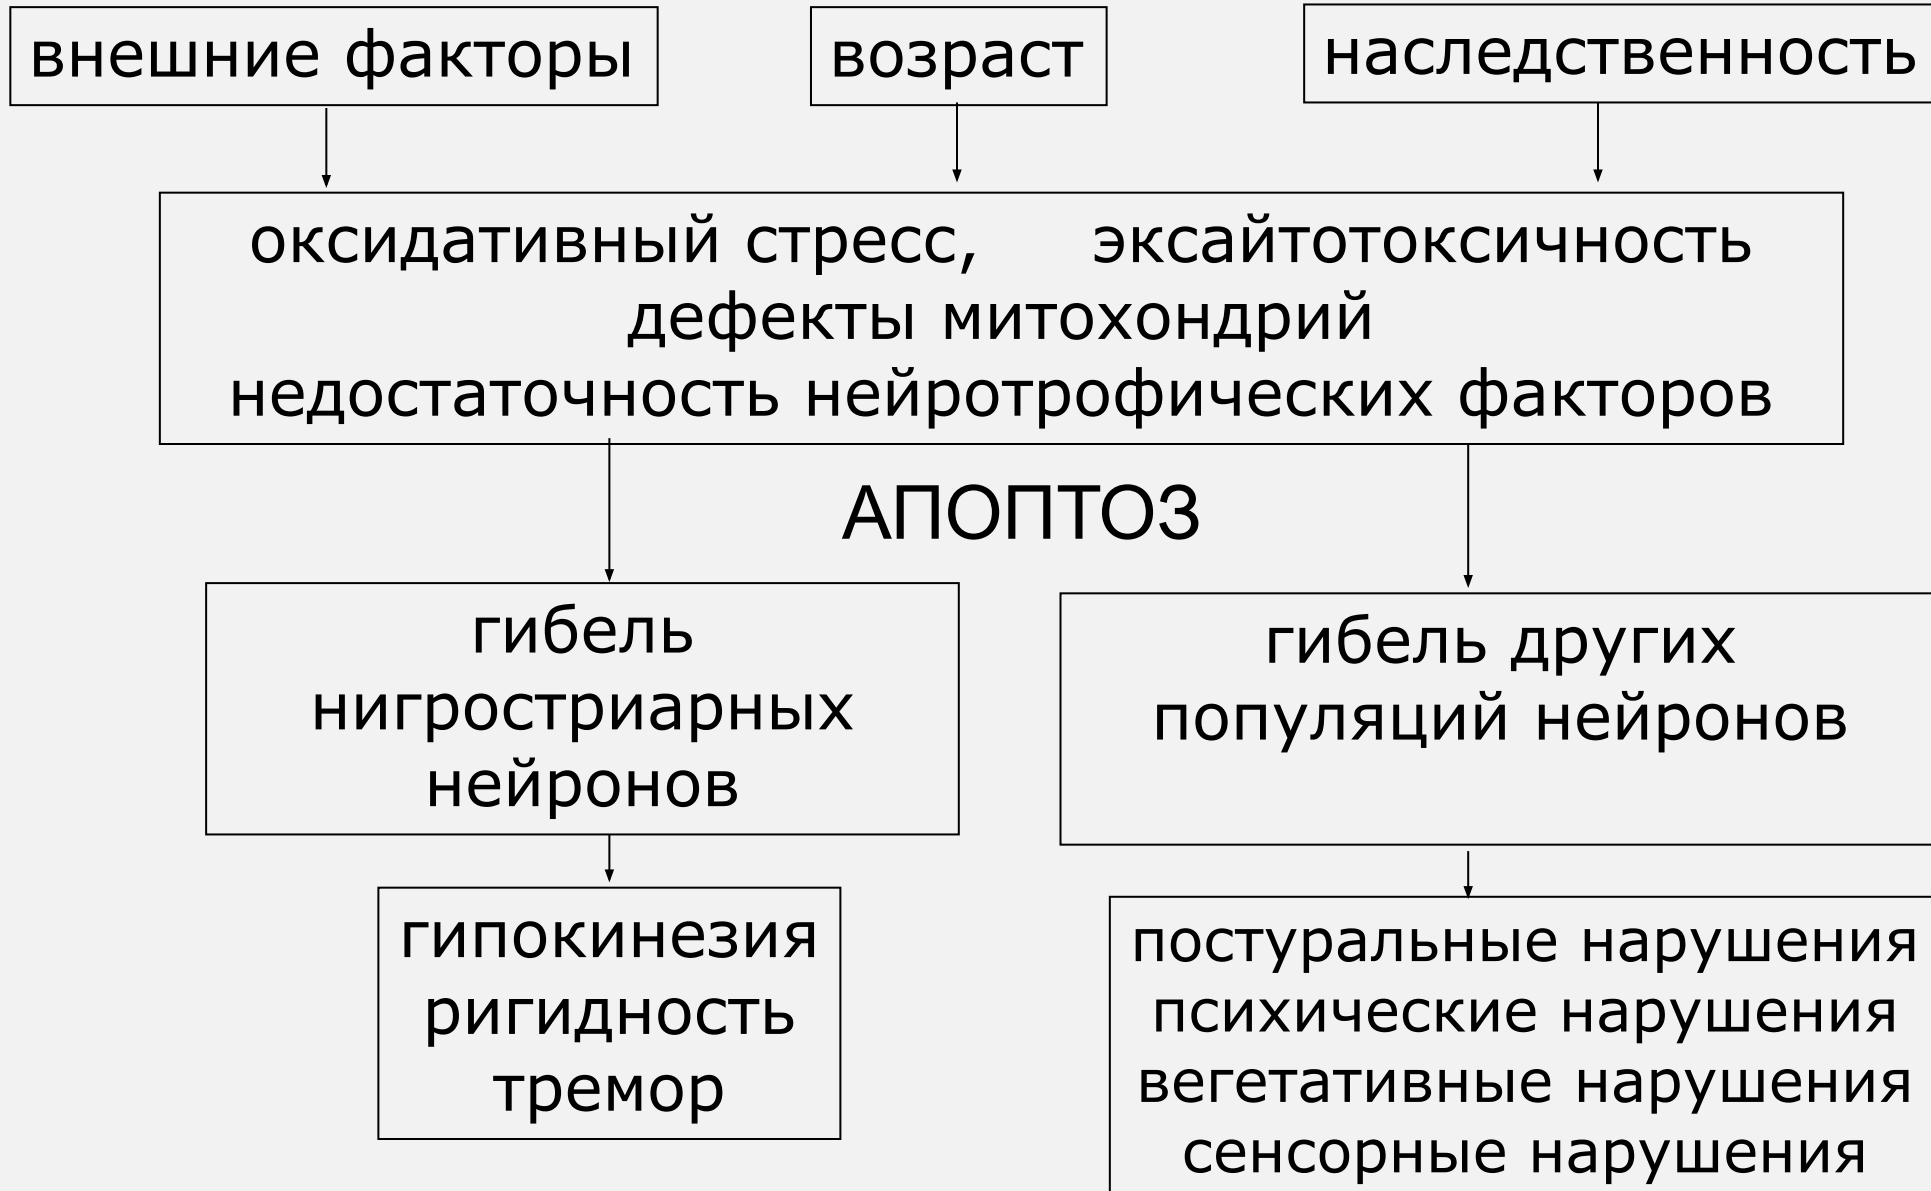 внешние факторы
возраст
наследственность
оксидативный стресс, эксайтотоксичность
дефекты митохондрий
недостаточность нейротрофических факторов
АПОПТОЗ
гибель
нигростриарных
нейронов
гибель других
популяций нейронов
гипокинезия
ригидность
тремор
постуральные нарушения
психические нарушения
вегетативные нарушения
сенсорные нарушения